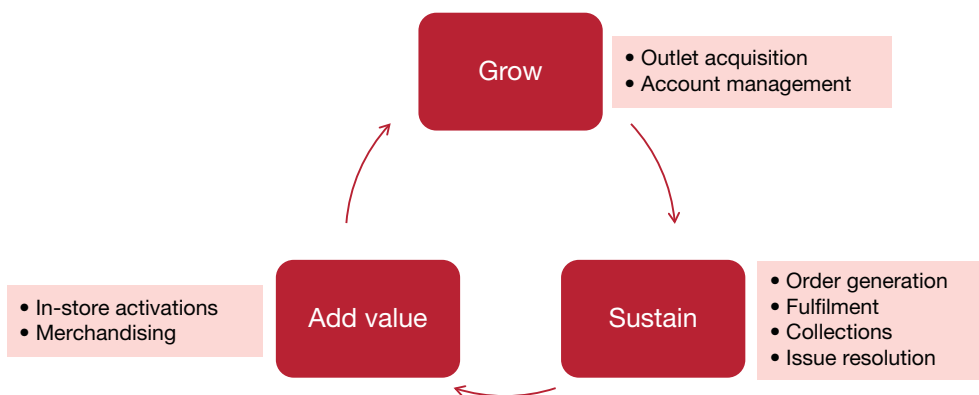 Grow
• Outlet acquisition
• Account management
Add value
• In-store activations
• Merchandising
Sustain
• Order generation
• Fulfilment
• Collections
• Issue resolution